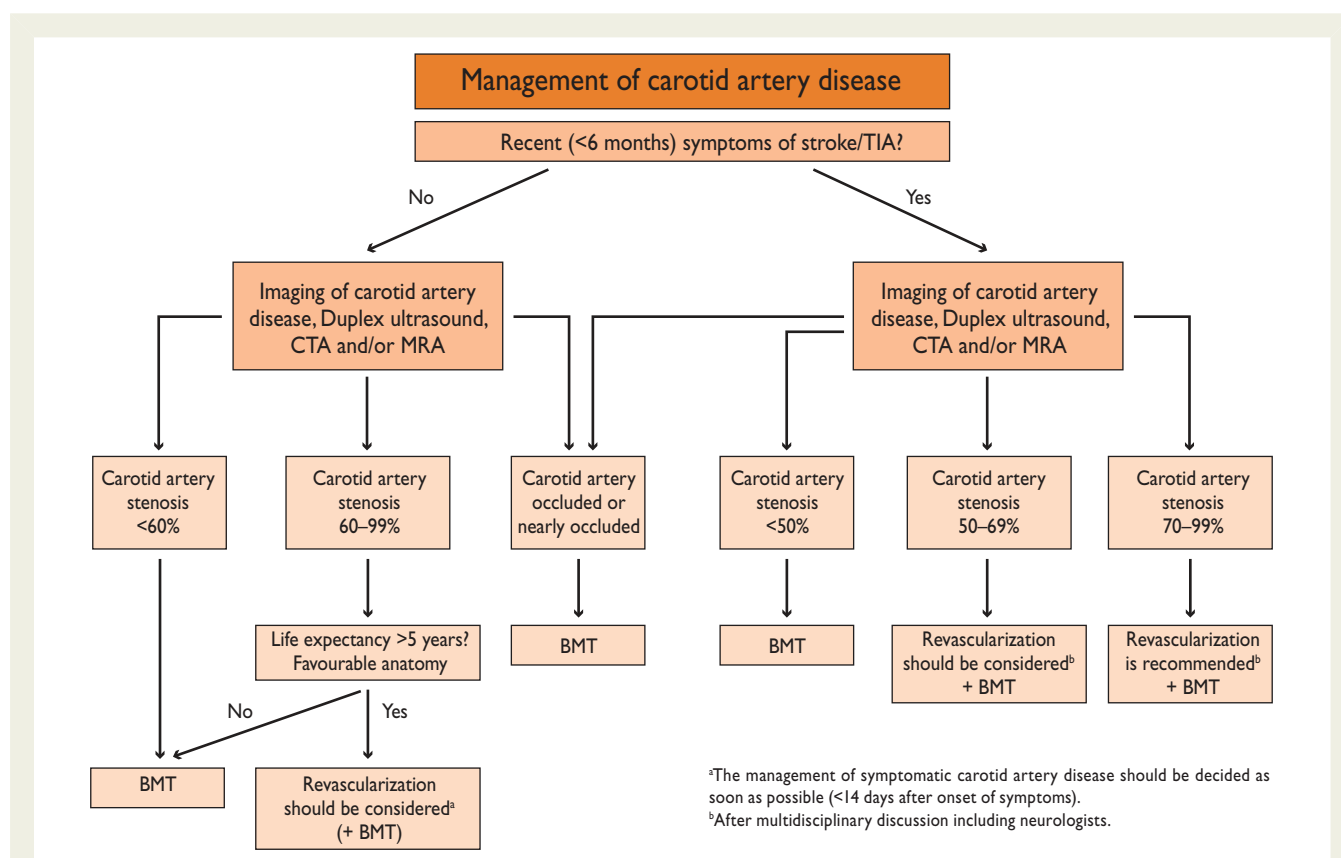 Management of carotid artery disease
Recent (<6 months) symptoms of stroke/TIA?
No
Yes
Imaging of carotid artery
disease, Duplex ultrasound,
CTA and/or MRA
Imaging of carotid artery
disease, Duplex ultrasound,
CTA and/or MRA
Carotid artery
stenosis
<60%
Carotid artery
stenosis
60–99%
Carotid artery
occluded or
nearly occluded
Carotid artery
stenosis
<50%
Carotid artery
stenosis
50–69%
Carotid artery
stenosis
70–99%
Life expectancy >5 years?
Favourable anatomy
BMT
BMT
Revascularization
should be consideredᵇ
+ BMT
Revascularization
is recommendedᵇ
+ BMT
No
Yes
BMT
Revascularization
should be consideredᵃ
(+ BMT)
ᵃThe management of symptomatic carotid artery disease should be decided as
soon as possible (<14 days after onset of symptoms).
ᵇAfter multidisciplinary discussion including neurologists.